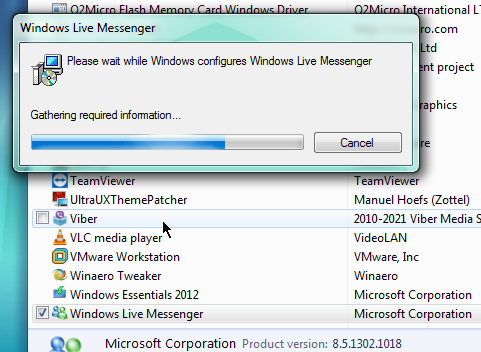 O2Micro Flash Memory Card Windows Driver O2Micro International LT
Windows Live Messenger
Ltd
Please wait while Windows configures Windows Live Messenger
ent project
Gathering required information...
raphics
Cancel
TeamViewer TeamViewer
UltraUXThemePatcher Manuel Hoefs (Zottel)
Viber 2010-2021 Viber Media S
VLC media player VideoLAN
VMware Workstation VMware, Inc
Winaero Tweaker Winaero
Windows Essentials 2012 Microsoft Corporation
Windows Live Messenger Microsoft Corporation
Microsoft Corporation Product version: 8.5.1302.1018